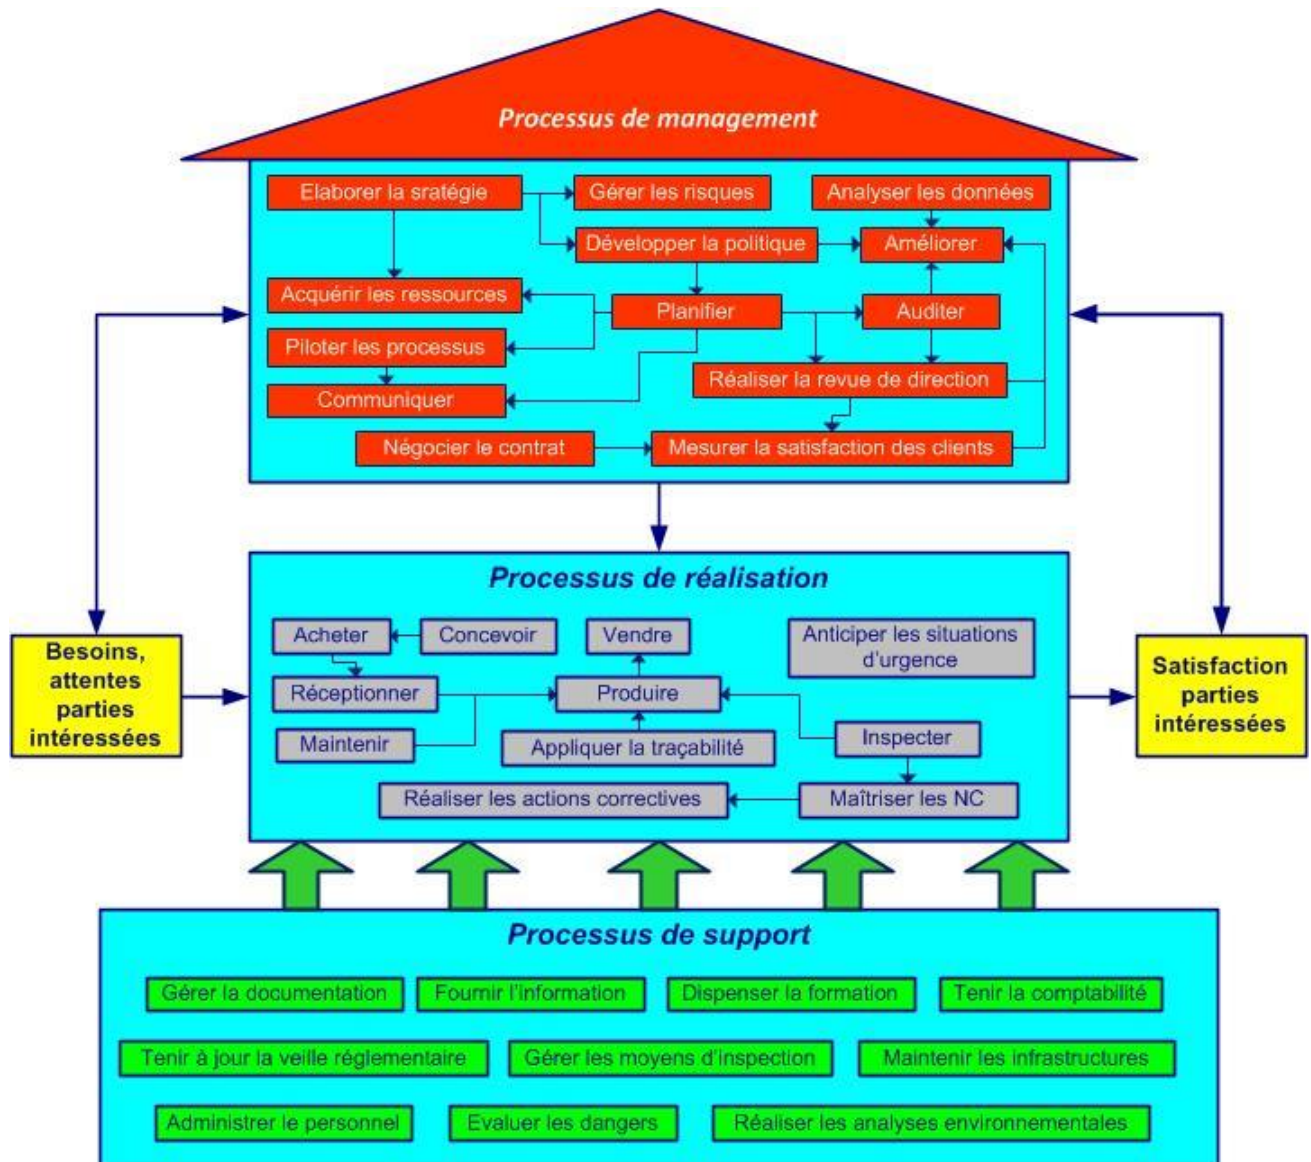 Processus de management
Elaborer la sratégie
Gérer les risques
Analyser les données
Développer la politique
Améliorer
Acquérir les ressources
Planifier
Auditer
Piloter les processus
Réaliser la revue de direction
Communiquer
Négocier le contrat
Mesurer la satisfaction des clients
Processus de réalisation
Acheter
Concevoir
Vendre
Anticiper les situations
d'urgence
Besoins,
attentes
parties
intéressées
Réceptionner
Produire
Satisfaction
parties
intéressées
Maintenir
Appliquer la traçabilité
Inspecter
Réaliser les actions correctives
Maîtriser les NC
Processus de support
Gérer la documentation
Fournir l'information
Dispenser la formation
Tenir la comptabilité
Tenir à jour la veille réglementaire
Gérer les moyens d'inspection
Maintenir les infrastructures
Administrer le personnel
Evaluer les dangers
Réaliser les analyses environnementales